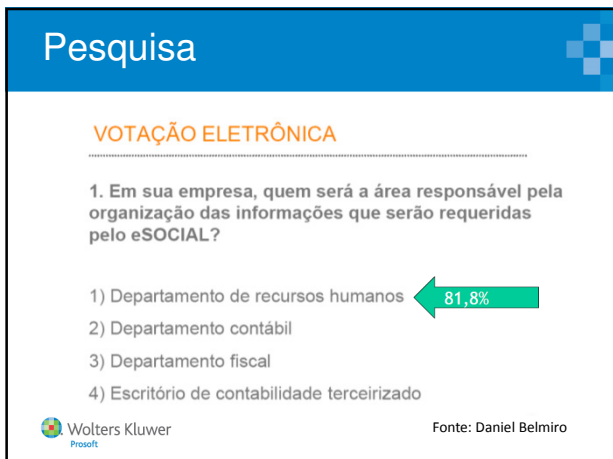 Pesquisa
VOTAÇÃO ELETRÔNICA
1. Em sua empresa, quem será a área responsável pela
organização das informações que serão requeridas
pelo eSOCIAL?
1) Departamento de recursos humanos 81,8%
2) Departamento contábil
3) Departamento fiscal
4) Escritório de contabilidade terceirizado
Wolters Kluwer
Prosoft
Fonte: Daniel Belmiro